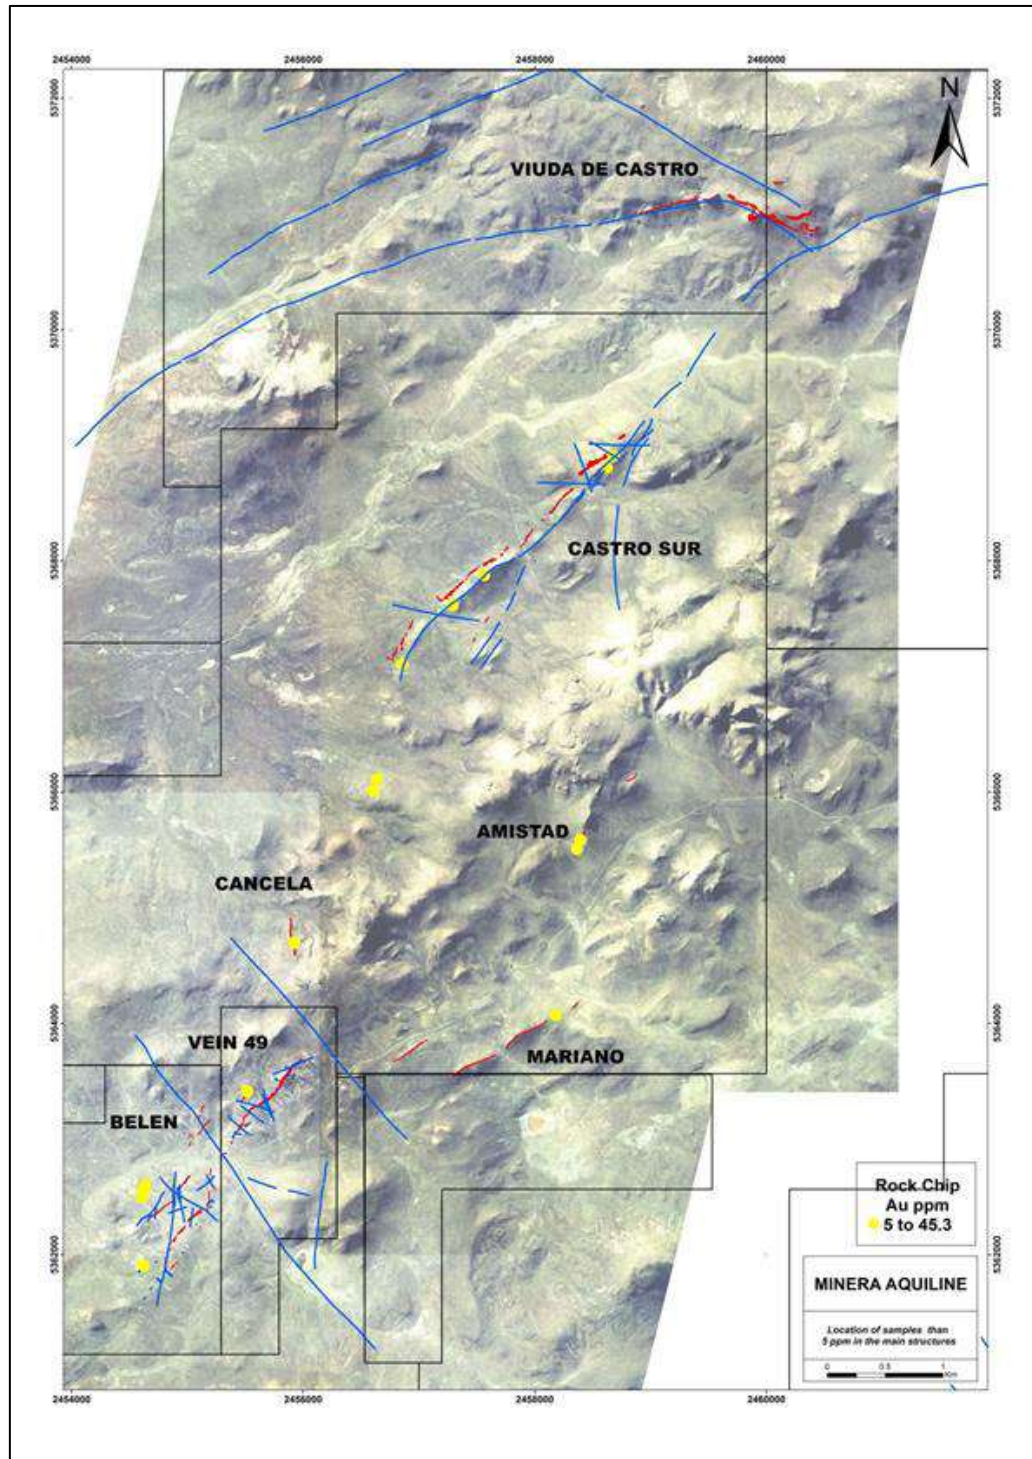 2454000 2456000 2458000 2460000
5372000 5372000
N
VIUDA DE CASTRO
5370000 5370000
CASTRO SUR
5368000 5368000
5366000 5366000
AMISTAD
CANCELA
5364000 5364000
VEIN 49
MARIANO
BELEN
Rock Chip
Au ppm
5 to 45.3
5362000 5362000
MINERA AQUILINE
Location of samples than
5 ppm in the main structures
0 0.5 1
Km
2454000 2456000 2458000 2460000